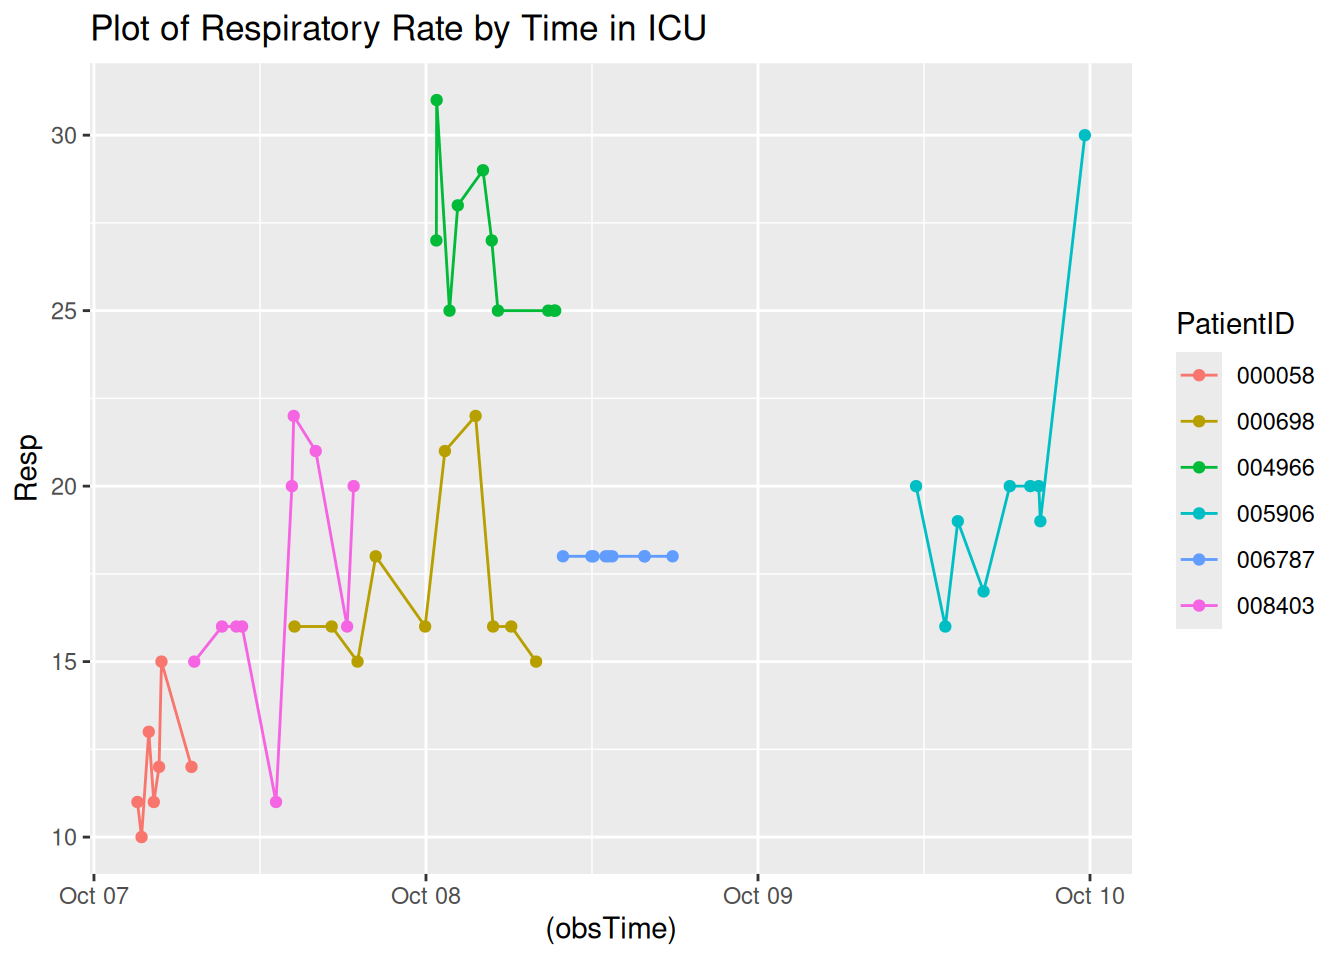 Plot of Respiratory Rate by Time in ICU
30
25
20
15
10
Resp
Oct 07 Oct 08 Oct 09 Oct 10
(obsTime)
PatientID
000058
000698
004966
005906
006787
008403